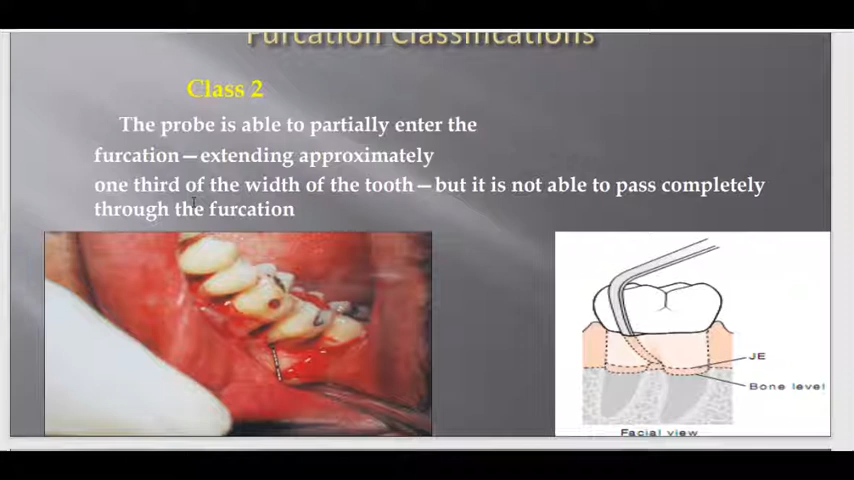 Furcation Classifications
Class 2
The probe is able to partially enter the
furcation—extending approximately
one third of the width of the tooth—but it is not able to pass completely
through the furcation
JE
Bone level
Facial view